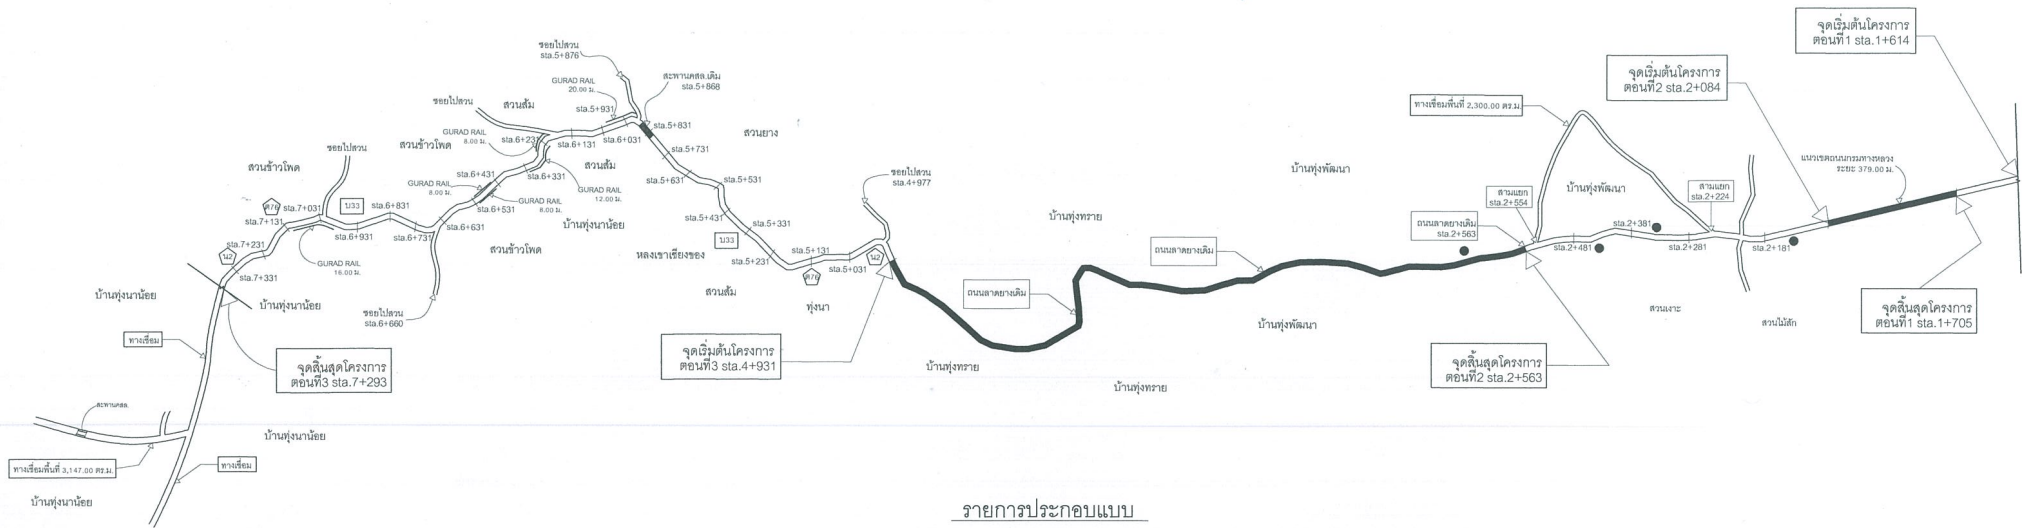 จุดเริ่มต้นโครงการ
ตอนที่1 sta.1+614
จุดเริ่มต้นโครงการ
ตอนที่2 sta.2+084
ทางเชื่อมพื้นที่ 2,300.00 ตร.ม.
แนวเขตถนนกรมทางหลวง
ระยะ 379.00 ม.
บ้านทุ่งพัฒนา
บ้านทุ่งพัฒนา
สามแยก
sta.2+554
สามแยก
sta.2+224
ถนนลาดยางเดิม
sta.2+563
sta.2+481
sta.2+381
sta.2+281
sta.2+181
จุดสิ้นสุดโครงการ
ตอนที่1 sta.1+705
สวนเงาะ
สวนไม้สัก
จุดสิ้นสุดโครงการ
ตอนที่2 sta.2+563
บ้านทุ่งพัฒนา
ถนนลาดยางเดิม
บ้านทุ่งทราย
ถนนลาดยางเดิม
บ้านทุ่งทราย
บ้านทุ่งทราย
ซอยไปสวน
sta.4+977
จุดเริ่มต้นโครงการ
ตอนที่3 sta.4+931
น2
sta.5+031
sta.5+131
ต76
ทุ่งนา
sta.5+231
sta.5+331
บ33
sta.5+431
sta.5+531
สวนส้ม
หลงเขาเชียงของ
sta.5+631
sta.5+731
สวนยาง
sta.5+831
สะพานคสล.เดิม
sta.5+868
ซอยไปสวน
sta.5+876
GURAD RAIL
20.00 ม.
sta.5+931
sta.6+031
sta.6+131
สวนส้ม
ซอยไปสวน
sta.6+231
GURAD RAIL
8.00 ม.
สวนข้าวโพด
สวนส้ม
sta.6+331
GURAD RAIL
12.00 ม.
sta.6+431
GURAD RAIL
8.00 ม.
GURAD RAIL
8.00 ม.
sta.6+531
บ้านทุ่งนาน้อย
สวนข้าวโพด
sta.6+631
sta.6+731
sta.6+831
ซอยไปสวน
sta.6+660
บ33
sta.6+931
ซอยไปสวน
สวนข้าวโพด
ต76
sta.7+031
sta.7+131
GURAD RAIL
16.00 ม.
sta.7+231
น2
sta.7+331
บ้านทุ่งนาน้อย
บ้านทุ่งนาน้อย
ทางเชื่อม
จุดสิ้นสุดโครงการ
ตอนที่3 sta.7+293
สะพานคสล.
บ้านทุ่งนาน้อย
ทางเชื่อมพื้นที่ 3,147.00 ตร.ม.
ทางเชื่อม
บ้านทุ่งนาน้อย
รายการประกอบแบบ